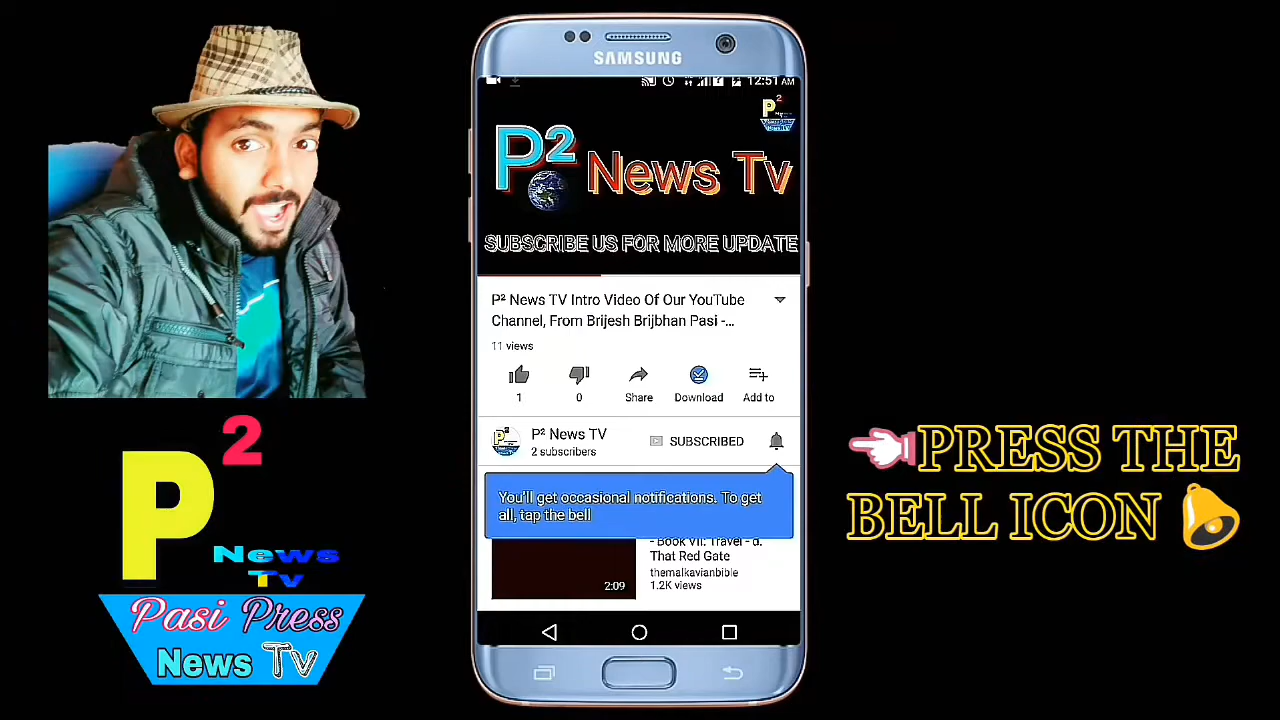 SAMSUNG
12:51 AM
P²
News Tv
SUBSCRIBE US FOR MORE UPDATE
P² News TV Intro Video Of Our YouTube
Channel, From Brijesh Brijbhan Pasi -...
11 views
1
0
Share
Download
Add to
P² News TV
2 subscribers
SUBSCRIBED
You'll get occasional notifications. To get
all, tap the bell
- Book VII: Travel - d.
That Red Gate
themalkavianbible
1.2K views
2:09
P²
News
Tv
Pasi Press
News Tv
PRESS THE
BELL ICON